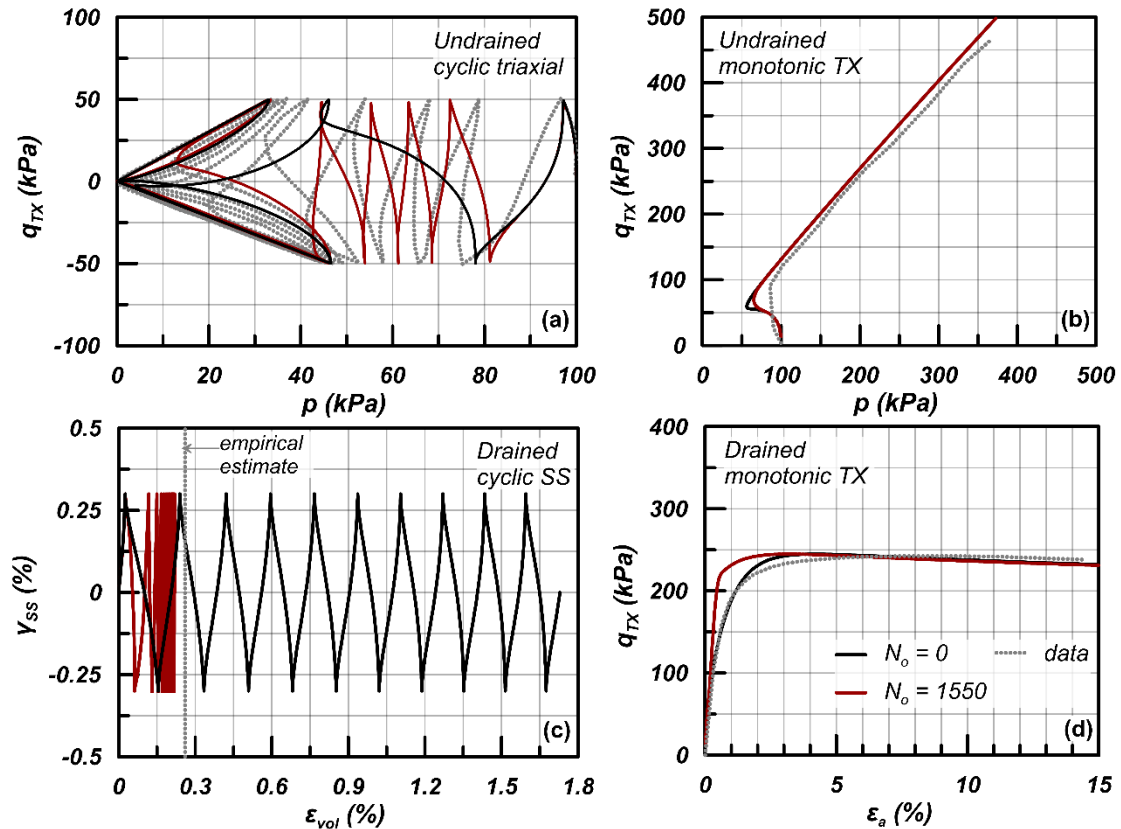 100
50
0
-50
-100
q_TX (kPa)
Undrained
cyclic triaxial
(a)
0
20
40
60
80
100
p (kPa)
500
400
300
200
100
0
q_TX (kPa)
Undrained
monotonic TX
(b)
0
100
200
300
400
500
p (kPa)
0.5
0.25
0
-0.25
-0.5
γ_SS (%)
empirical
estimate
Drained
cyclic SS
(c)
0
0.3
0.6
0.9
1.2
1.5
1.8
ε_vol (%)
400
300
200
100
0
q_TX (kPa)
Drained
monotonic TX
N_o = 0
data
N_o = 1550
(d)
0
5
10
15
ε_a (%)